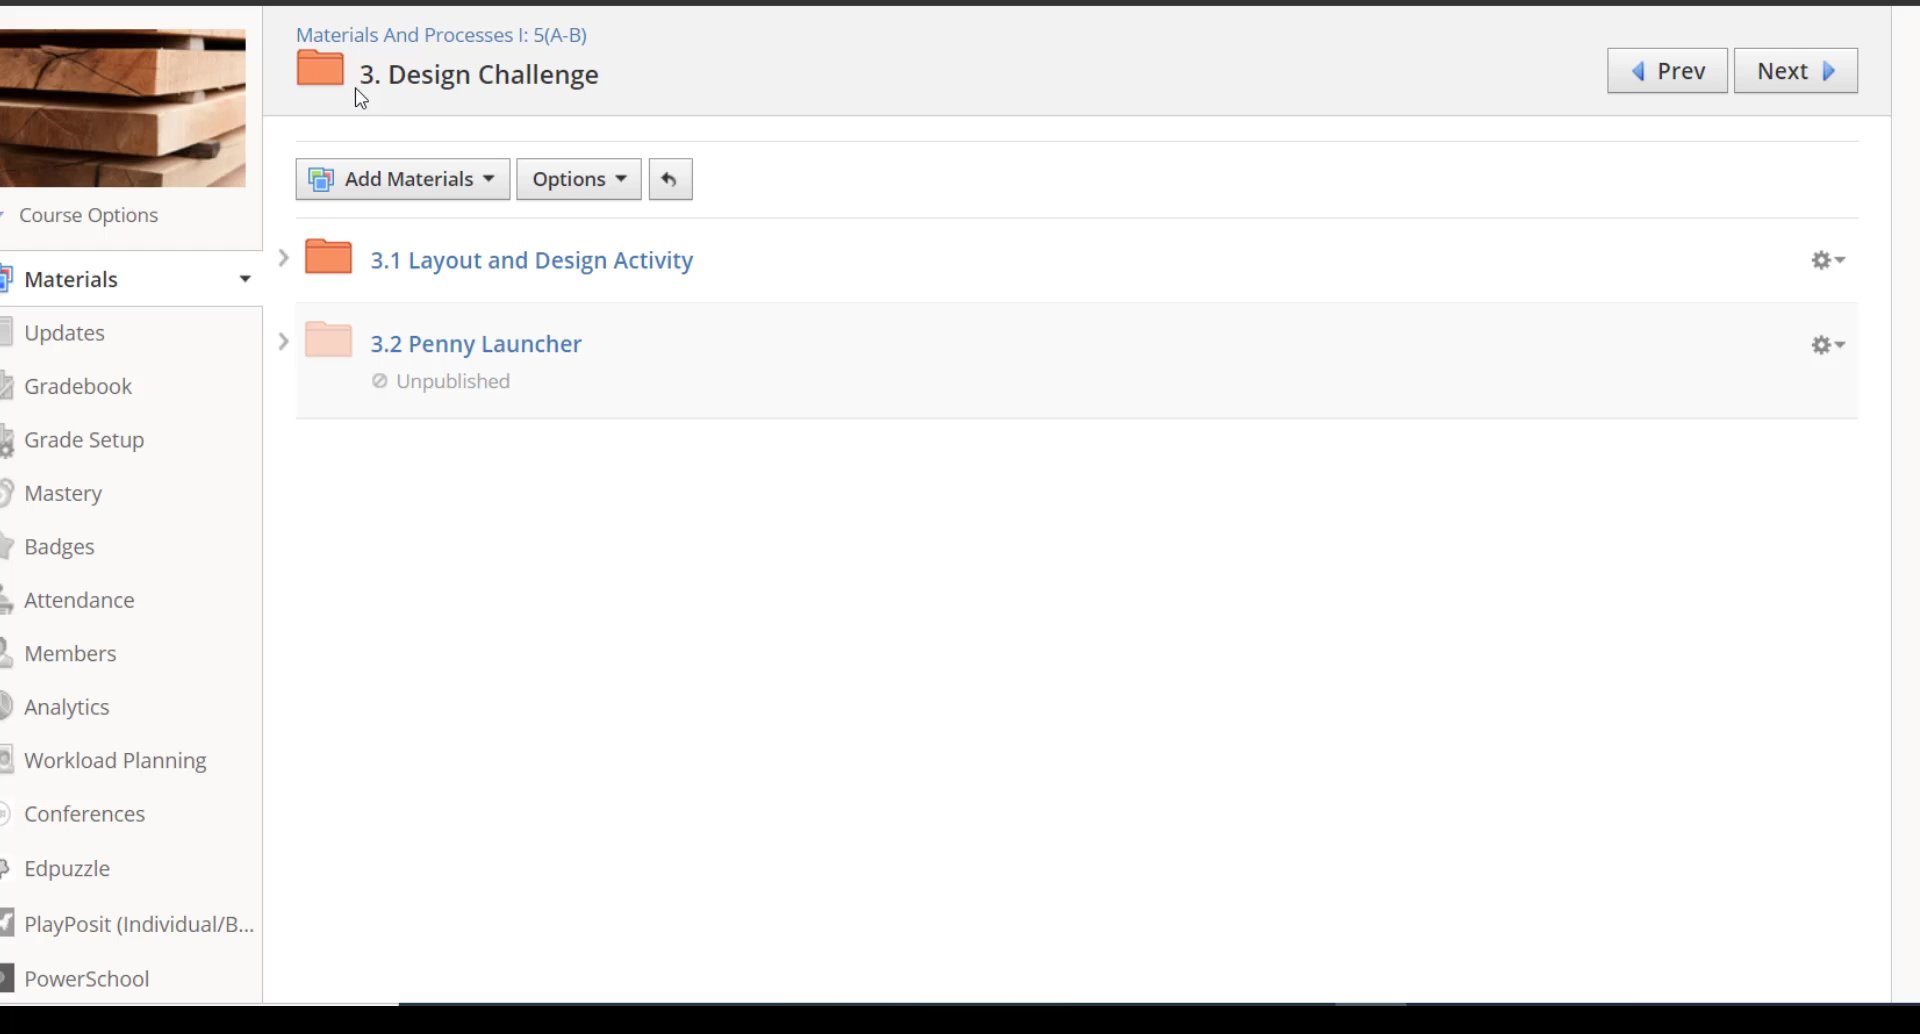 Materials And Processes I: 5(A-B)
3. Design Challenge
Prev
Next
Add Materials
Options
Course Options
3.1 Layout and Design Activity
Materials
Updates
3.2 Penny Launcher
Unpublished
Gradebook
Grade Setup
Mastery
Badges
Attendance
Members
Analytics
Workload Planning
Conferences
Edpuzzle
PlayPosit (Individual/B...
PowerSchool